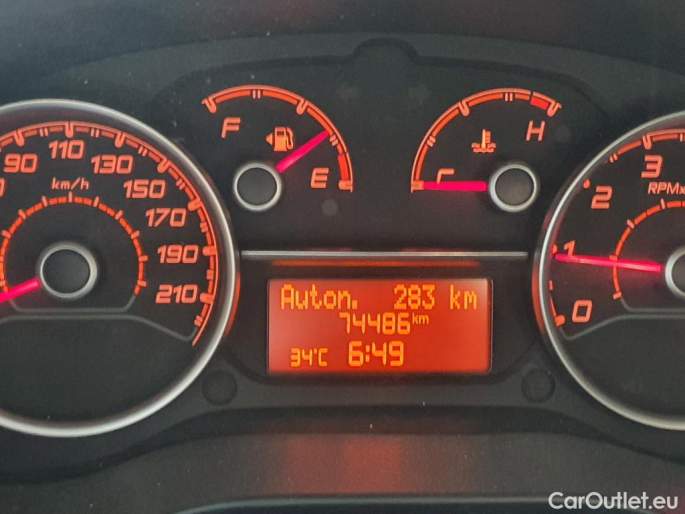 F
E
H
C
90
110
130
150
170
190
210
km/h
3
2
1
0
RPMx
Auton. 283 km
74486 km
34°C 6:49
CarOutlet.eu